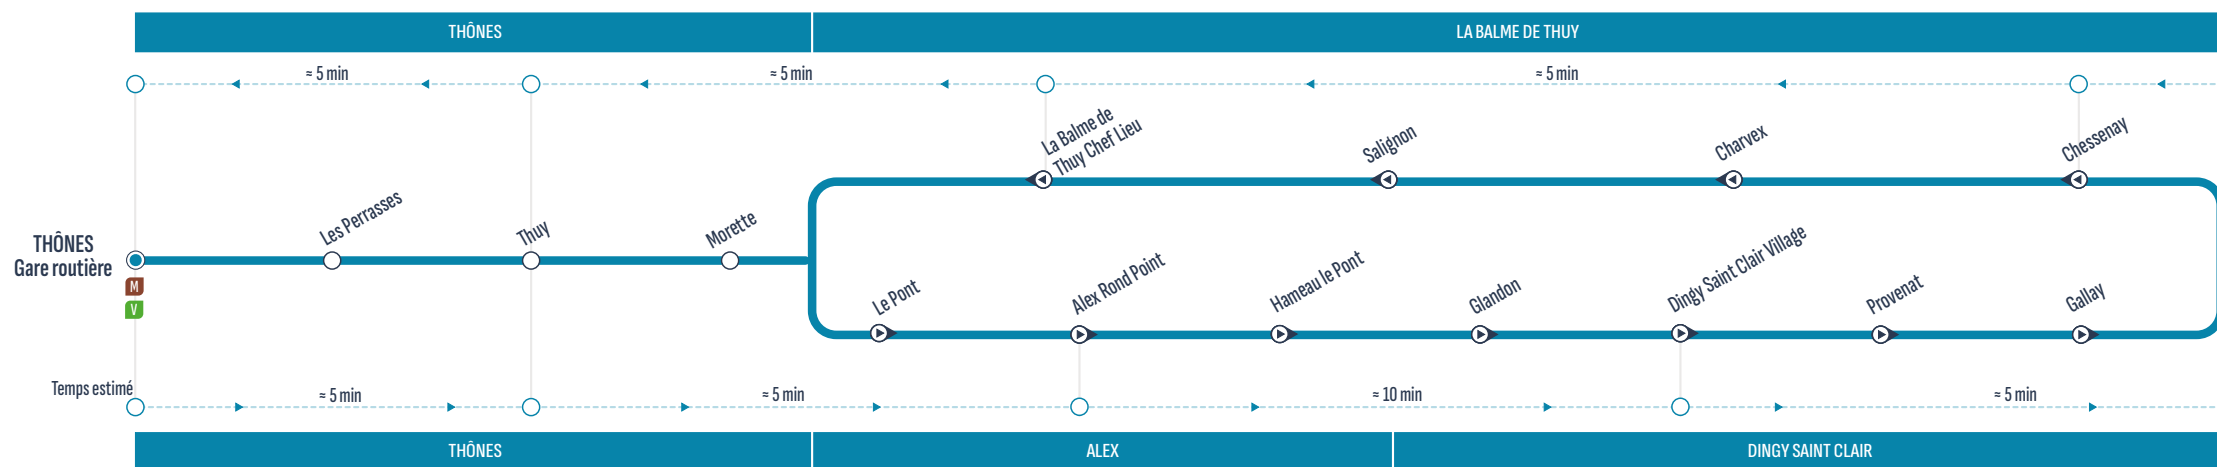 THÔNES
LA BALME DE THUY
≈ 5 min
≈ 5 min
≈ 5 min
La Balme de
Thuy Chef Lieu
Salignon
Charvex
Chessenay
Les Perrasses
Thuy
Morette
THÔNES
Gare routière
M
V
Le Pont
Alex Rond Point
Hameau le Pont
Glandon
Dingy Saint Clair Village
Provenat
Gallay
Temps estimé
≈ 5 min
≈ 5 min
≈ 10 min
≈ 5 min
THÔNES
ALEX
DINGY SAINT CLAIR